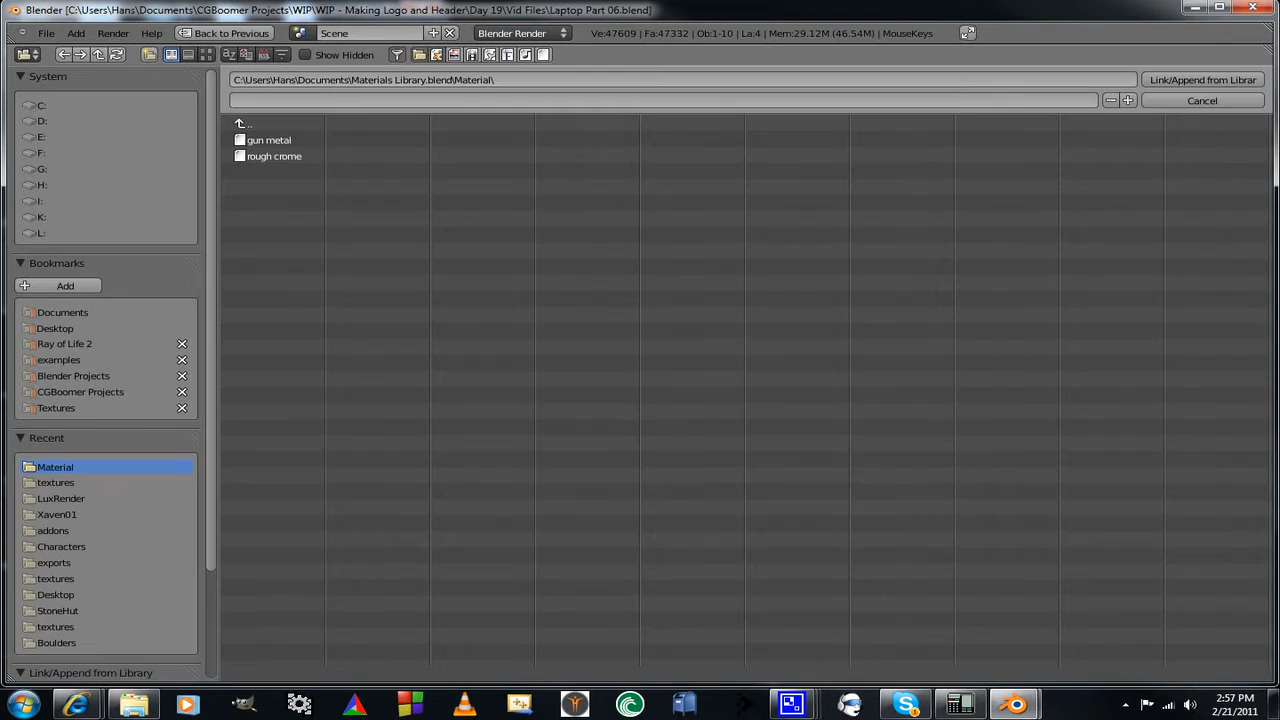 Blender [C:\Users\Hans\Documents\CGBoomer Projects\WIP\WIP - Making Logo and Header\Day 19\Vid Files\Laptop Part 06.blend]
File Add Render Help Back to Previous Scene Blender Render Ve:47609 | Fa:47332 | Ob:1-10 | La:4 | Mem:29.12M (46.54M) | MouseKeys
Show Hidden
System
C:
D:
E:
F:
G:
H:
I:
K:
L:
Bookmarks
Add
Documents
Desktop
Ray of Life 2
examples
Blender Projects
CGBoomer Projects
Textures
Recent
Material
textures
LuxRender
Xaven01
addons
Characters
exports
textures
Desktop
StoneHut
textures
Boulders
Link/Append from Library
C:\Users\Hans\Documents\Materials Library.blend\Material\
Link/Append from Librar
Cancel
..
gun metal
rough crome
2:57 PM
2/21/2011